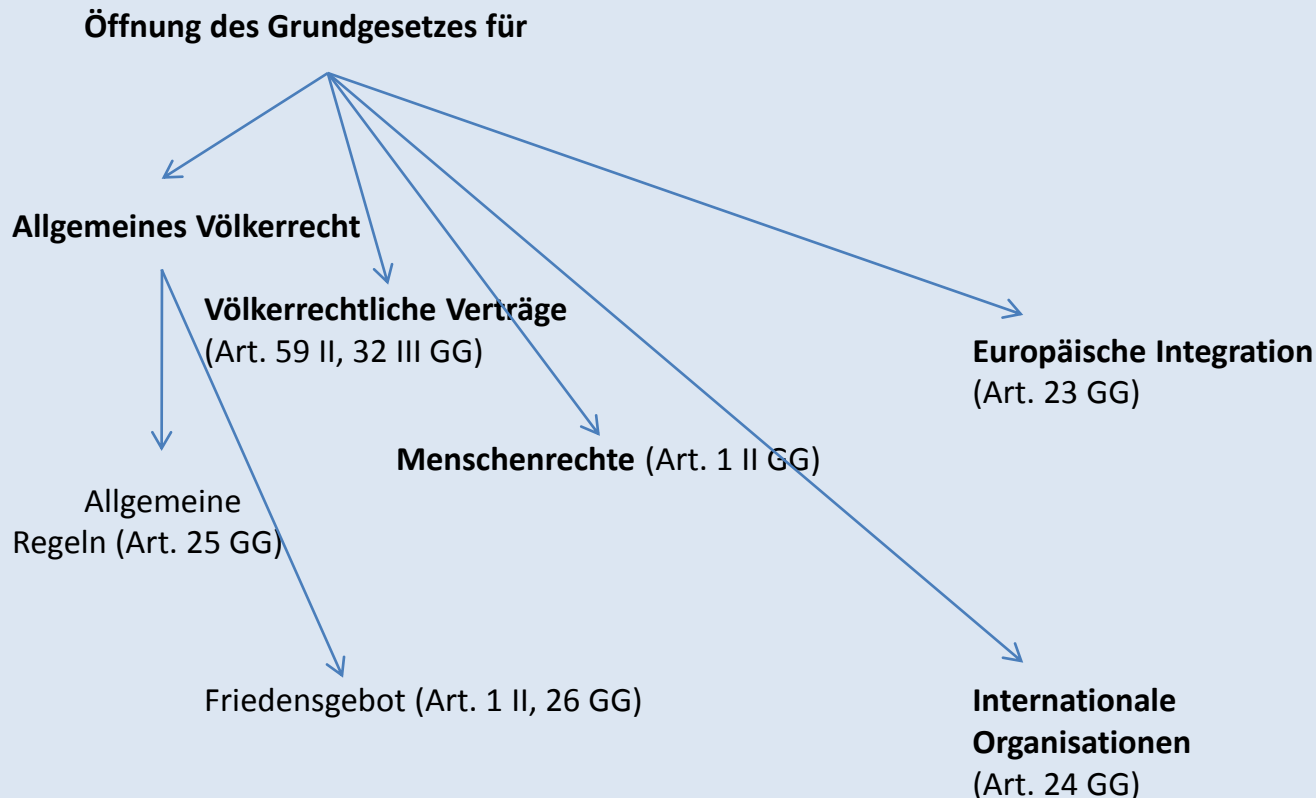 Öffnung des Grundgesetzes für
Allgemeines Völkerrecht
Völkerrechtliche Verträge
(Art. 59 II, 32 III GG)
Europäische Integration
(Art. 23 GG)
Menschenrechte (Art. 1 II GG)
Allgemeine
Regeln (Art. 25 GG)
Friedensgebot (Art. 1 II, 26 GG)
Internationale
Organisationen
(Art. 24 GG)